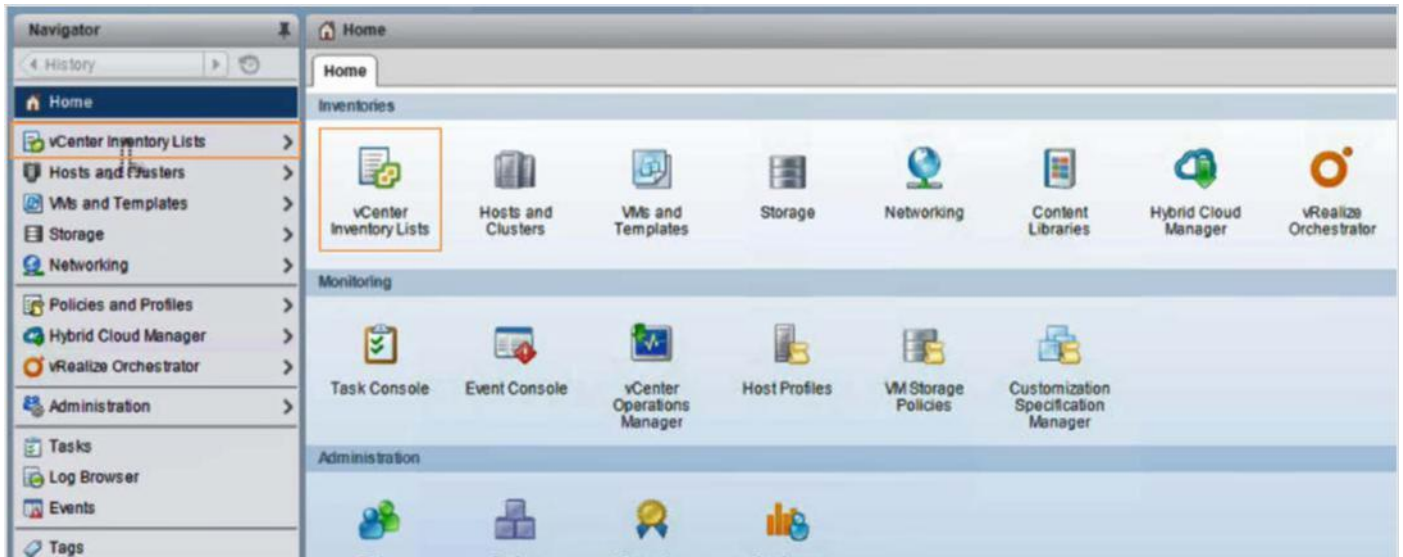 Navigator
History
Home
vCenter Inventory Lists
Hosts and Clusters
VMs and Templates
Storage
Networking
Policies and Profiles
Hybrid Cloud Manager
vRealize Orchestrator
Administration
Tasks
Log Browser
Events
Tags
Home
Home
Inventories
vCenter
Inventory Lists
Hosts and
Clusters
VMs and
Templates
Storage
Networking
Content
Libraries
Hybrid Cloud
Manager
vRealize
Orchestrator
Monitoring
Task Console
Event Console
vCenter
Operations
Manager
Host Profiles
VM Storage
Policies
Customization
Specification
Manager
Administration